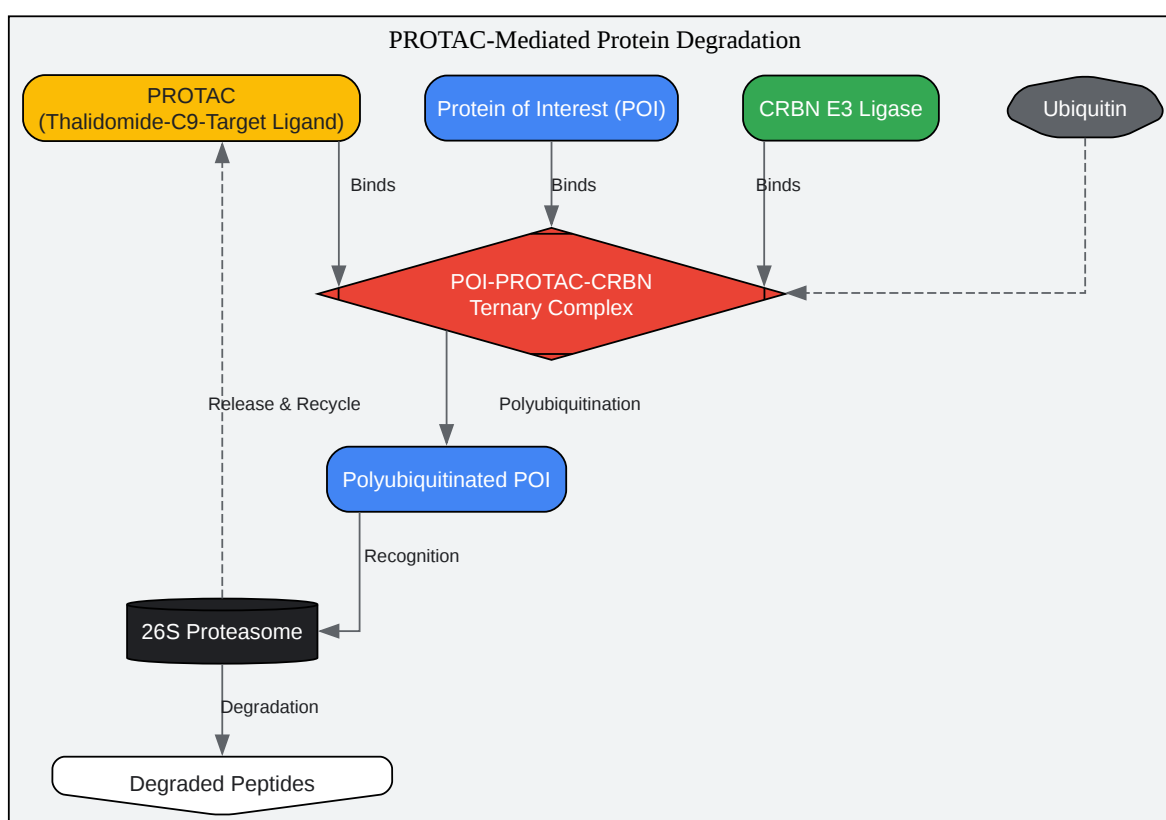 PROTAC-Mediated Protein Degradation
PROTAC
(Thalidomide-C9-Target Ligand)
Protein of Interest (POI)
CRBN E3 Ligase
Ubiquitin
Binds
Binds
Binds
POI-PROTAC-CRBN
Ternary Complex
Release & Recycle
Polyubiquitination
Polyubiquitinated POI
Recognition
26S Proteasome
Degradation
Degraded Peptides